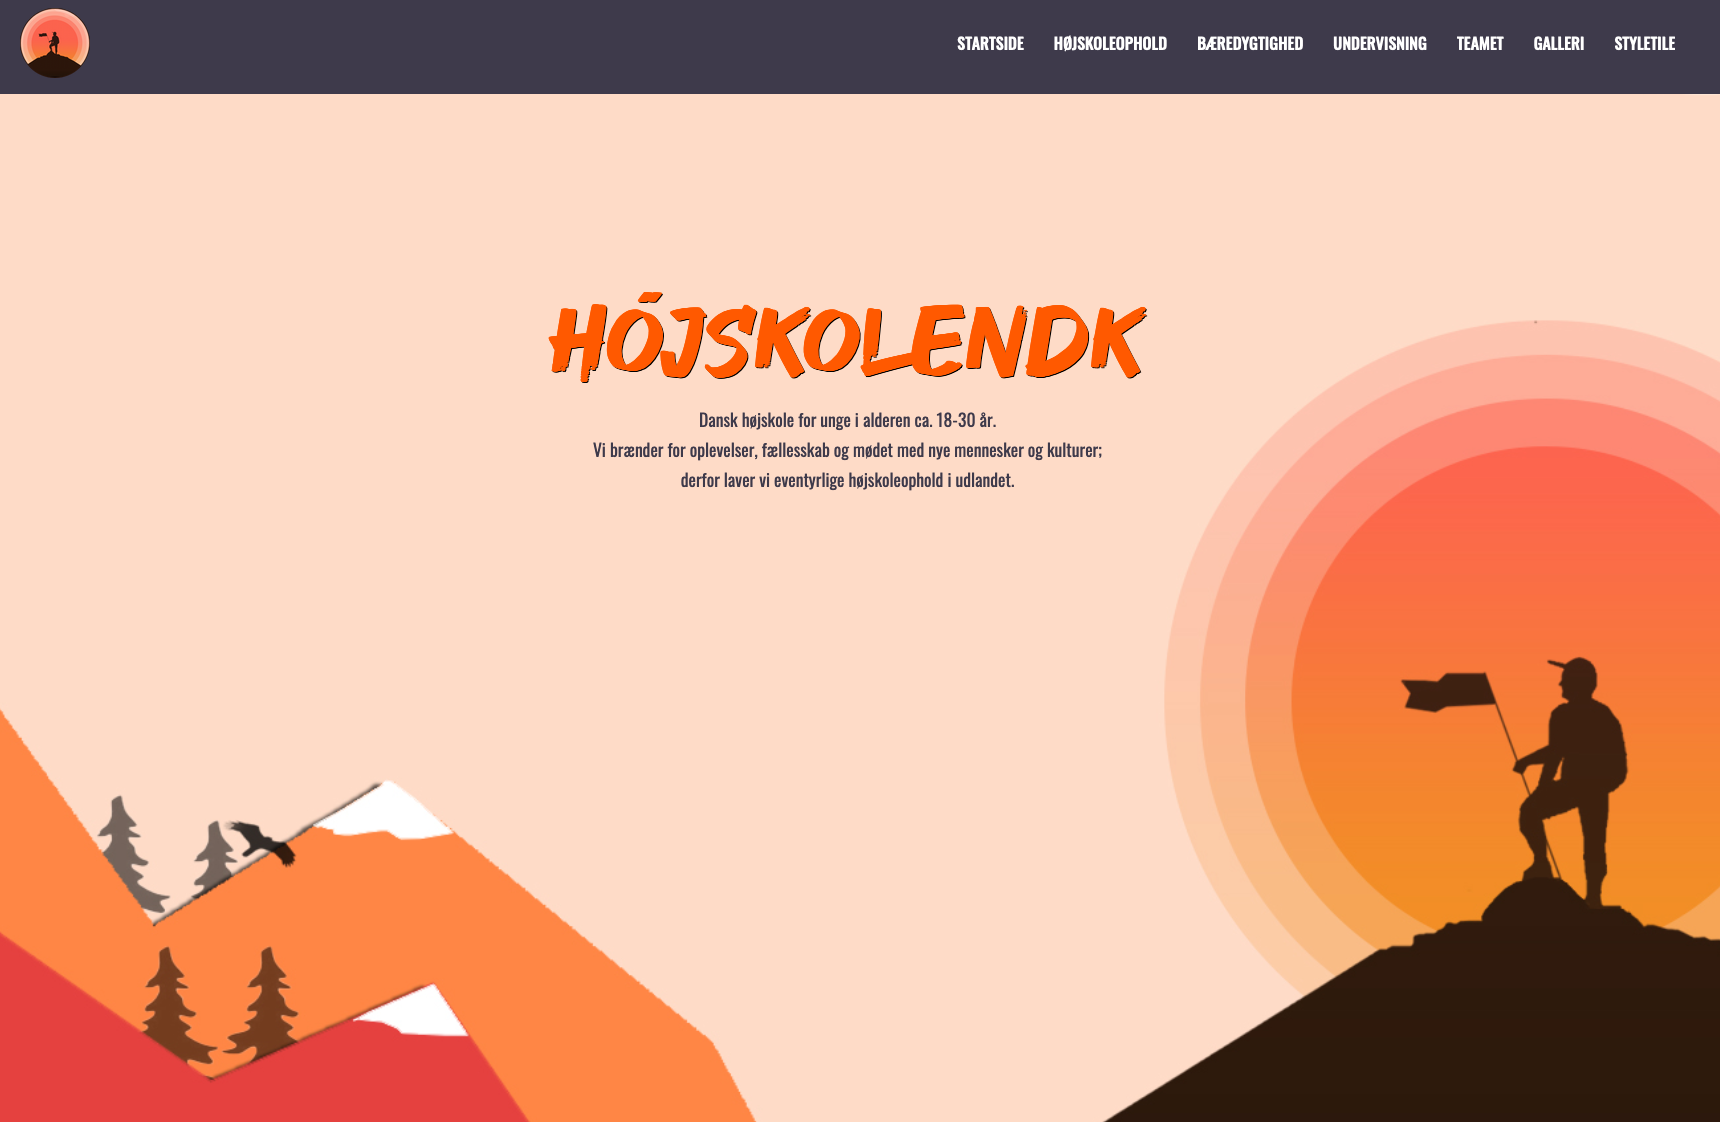 STARTSIDE HØJSKOLEOPHOLD BÆREDYGTIGHED UNDERVISNING TEAMET GALLERI STYLETILE
HŌJSKOLENDK
Dansk højskole for unge i alderen ca. 18-30 år.
Vi brænder for oplevelser, fællesskab og mødet med nye mennesker og kulturer;
derfor laver vi eventyrlige højskoleophold i udlandet.